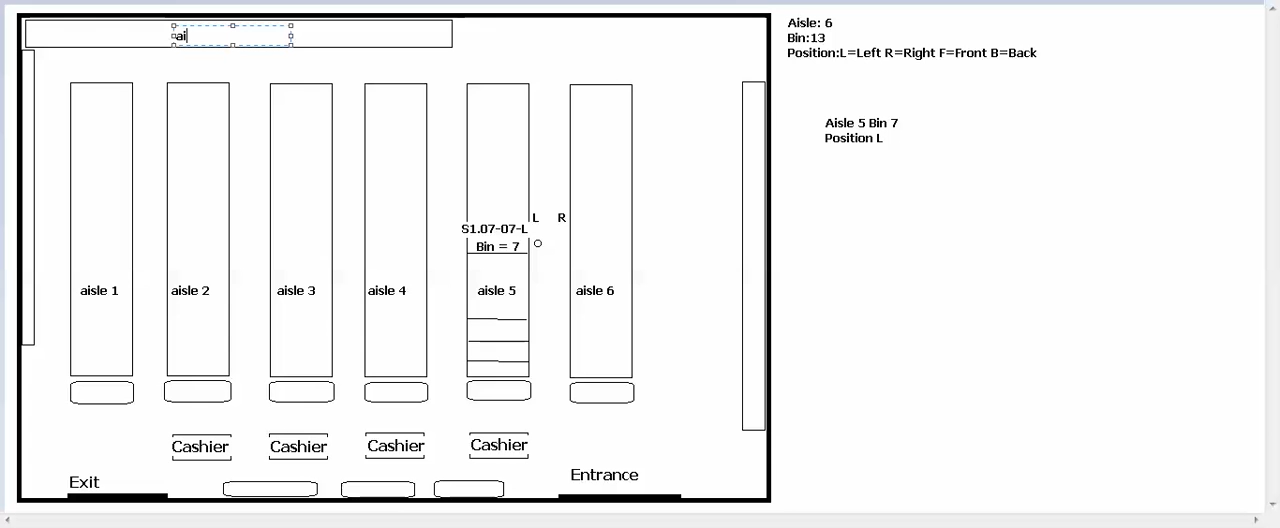 ai
Aisle: 6
Bin:13
Position:L=Left R=Right F=Front B=Back
Aisle 5 Bin 7
Position L
L R
S1.07-07-L
Bin = 7
aisle 1
aisle 2
aisle 3
aisle 4
aisle 5
aisle 6
Cashier
Cashier
Cashier
Cashier
Exit
Entrance